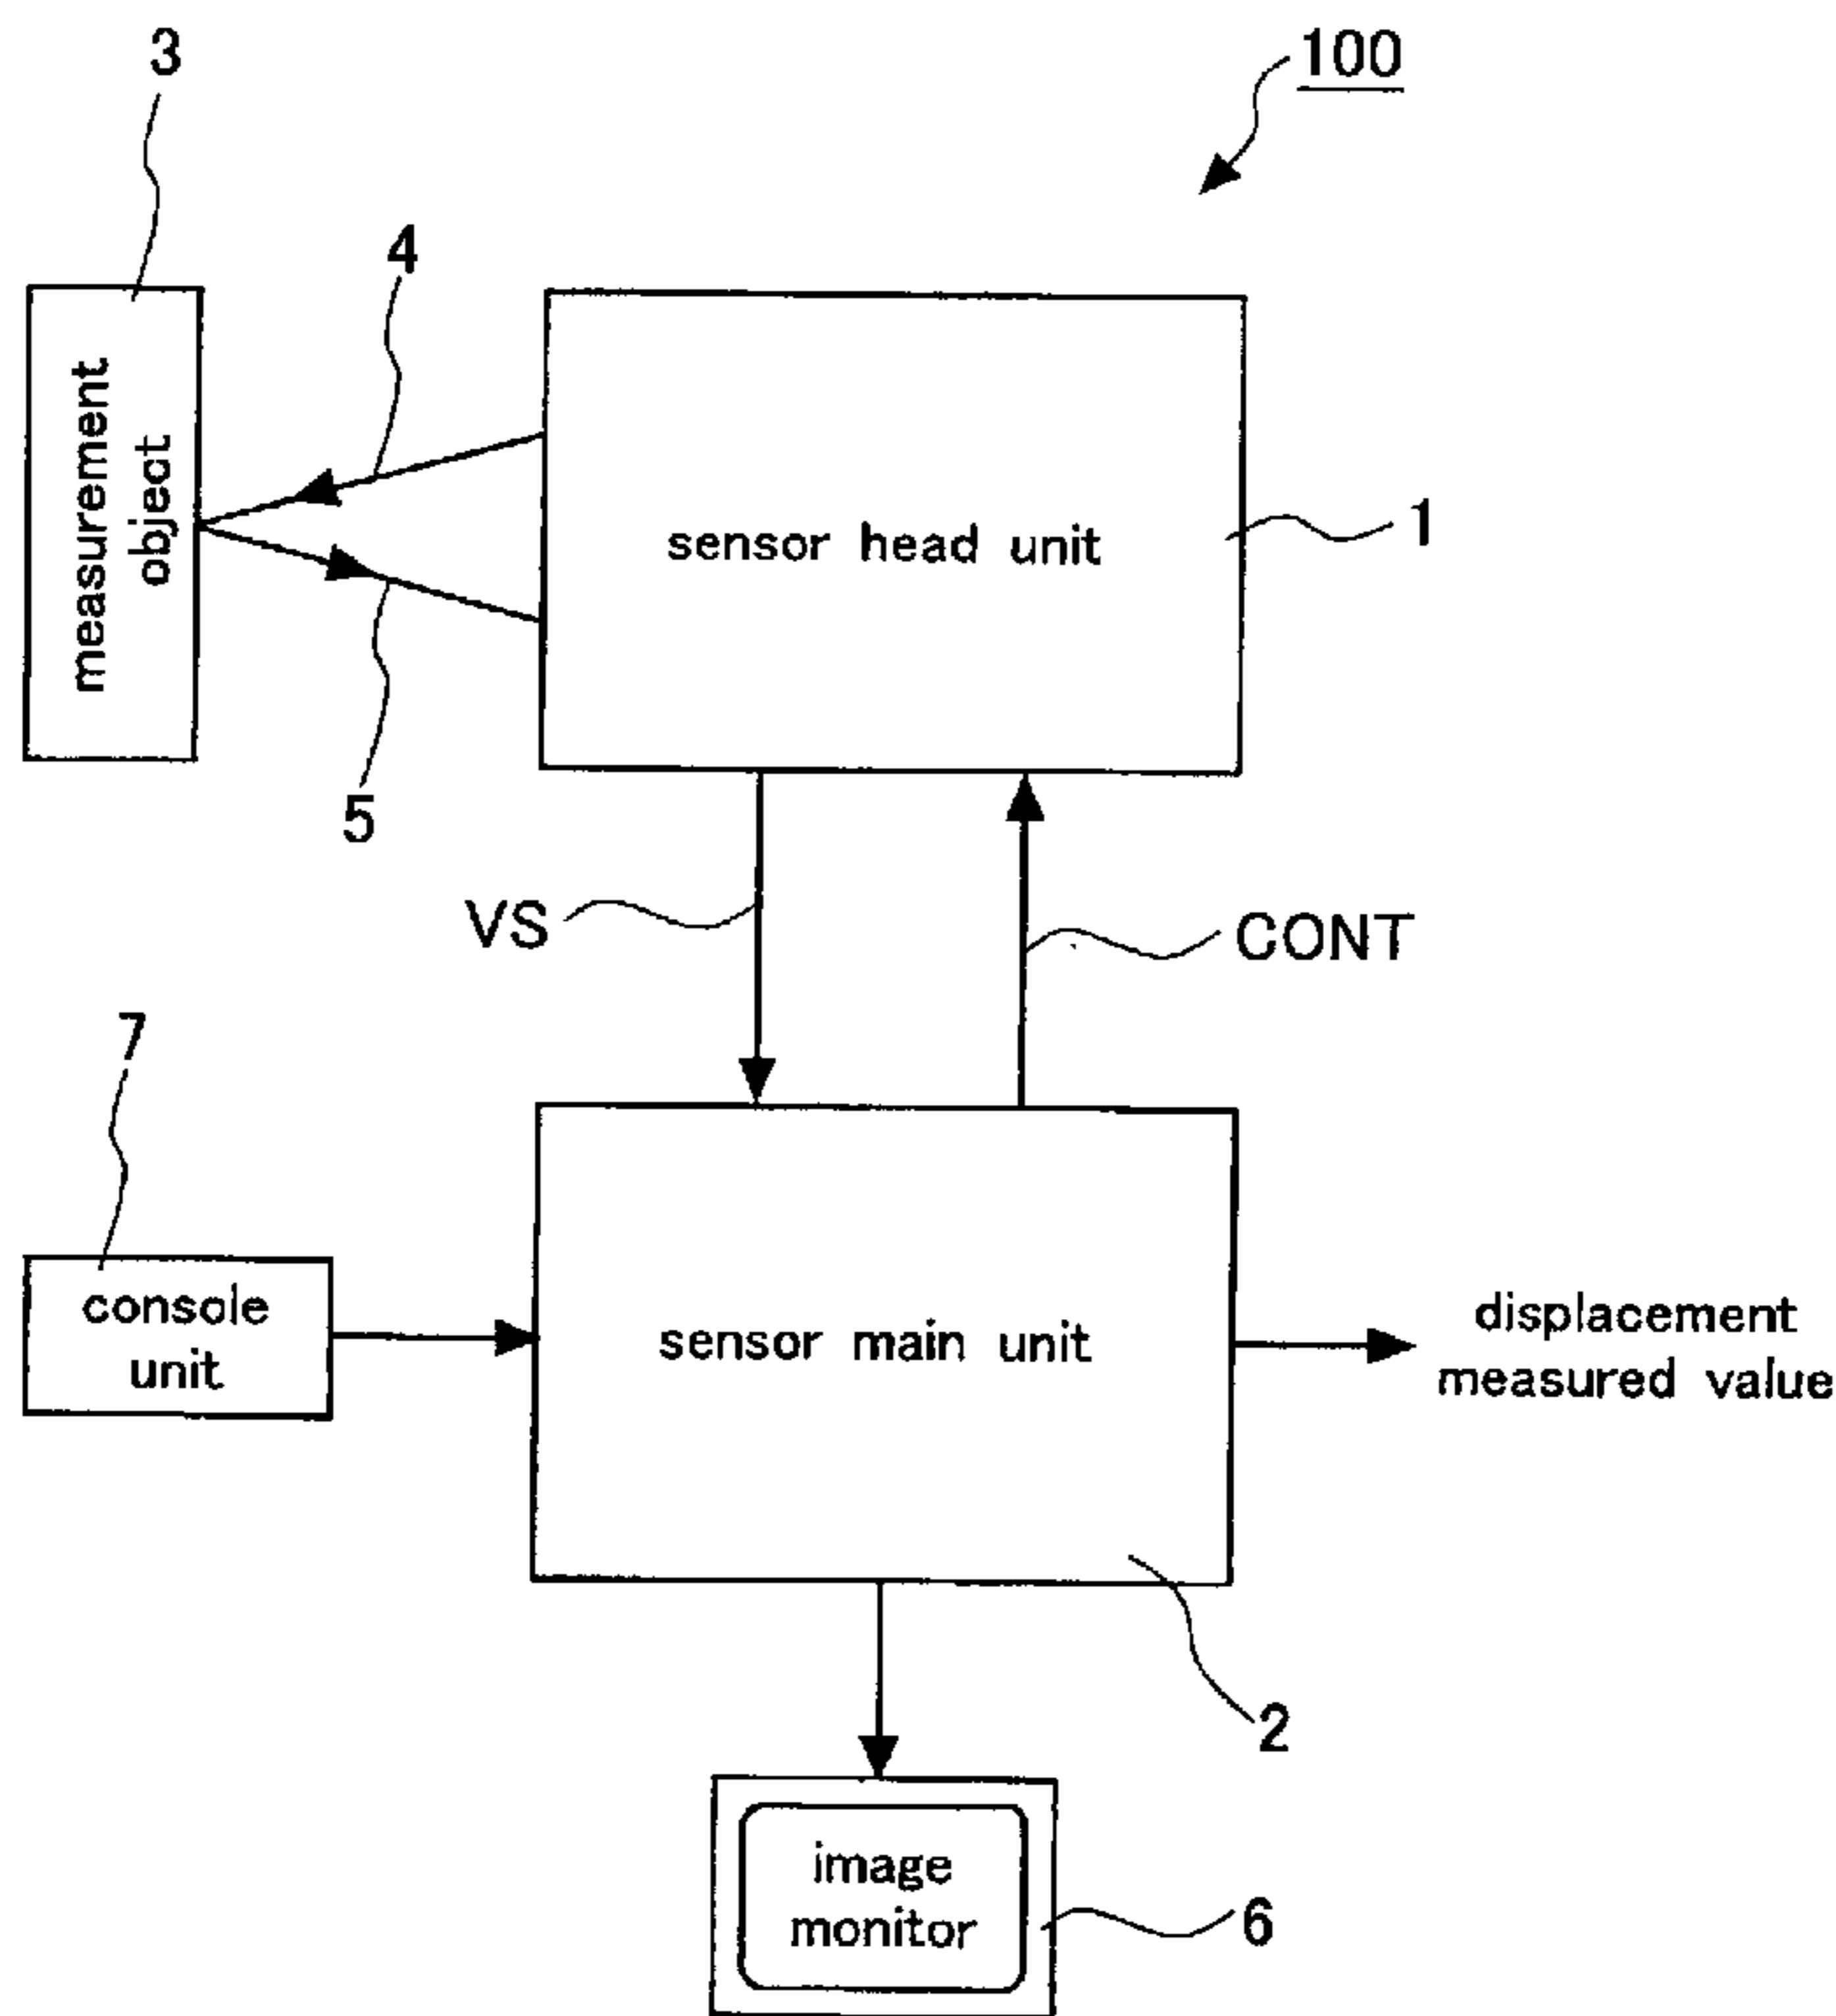 3
100
4
measurement
object
sensor head unit
1
5
VS
CONT
7
console
unit
sensor main unit
displacement
measured value
2
image
monitor
6